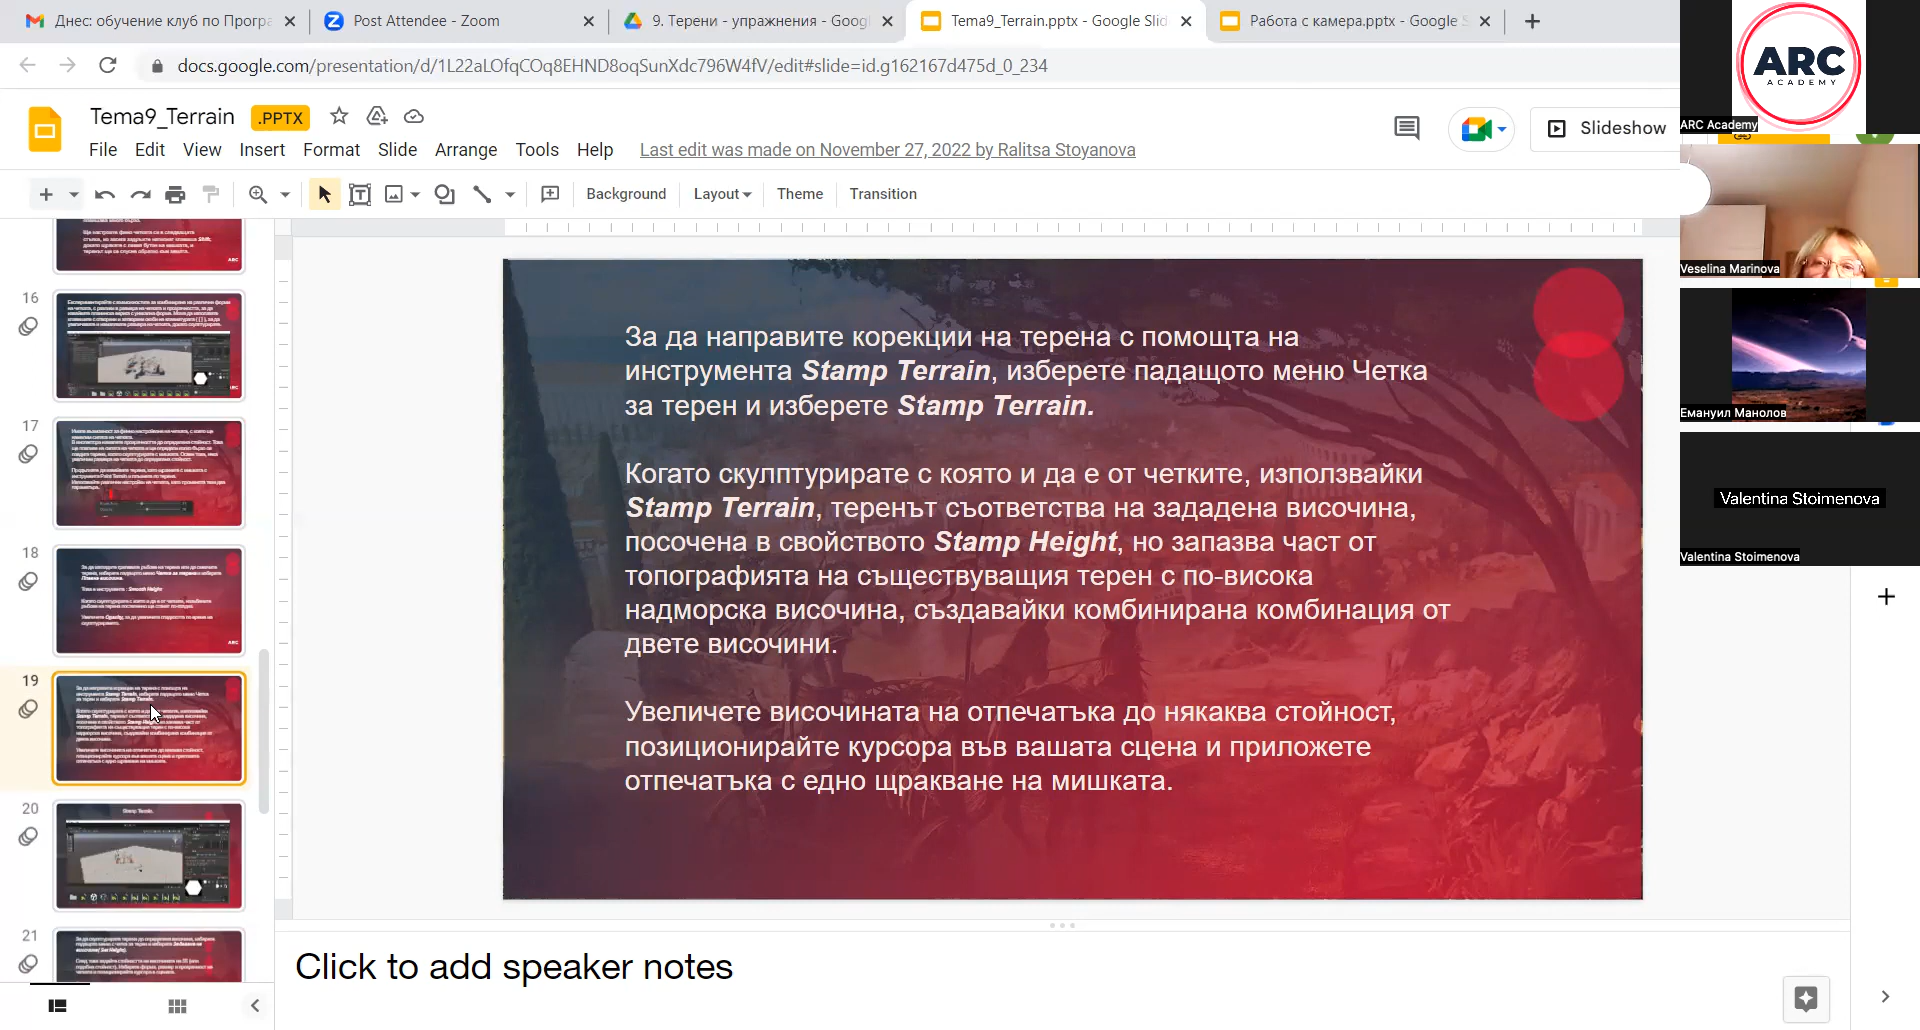 Днес: обучение клуб по Програ
Post Attendee - Zoom
9. Терени - упражнения - Googl
Tema9_Terrain.pptx - Google Slid
Работа с камера.pptx - Google S
docs.google.com/presentation/d/1L22aLOfqCOq8EHND8oqSunXdc796W4fV/edit#slide=id.g162167d475d_0_234
Tema9_Terrain
.PPTX
File Edit View Insert Format Slide Arrange Tools Help
Last edit was made on November 27, 2022 by Ralitsa Stoyanova
Slideshow
Background
Layout
Theme
Transition
ARC
ACADEMY
ARC Academy
Veselina Marinova
Емануил Манолов
Valentina Stoimenova
Valentina Stoimenova
16
17
18
19
20
21
За да направите корекции на терена с помощта на
инструмента Stamp Terrain, изберете падащото меню Четка
за терен и изберете Stamp Terrain.
Когато скулптурирате с която и да е от четките, използвайки
Stamp Terrain, теренът съответства на зададена височина,
посочена в свойството Stamp Height, но запазва част от
топографията на съществуващия терен с по-висока
надморска височина, създавайки комбинирана комбинация от
двете височини.
Увеличете височината на отпечатъка до някаква стойност,
позиционирайте курсора във вашата сцена и приложете
отпечатъка с едно щракване на мишката.
Click to add speaker notes